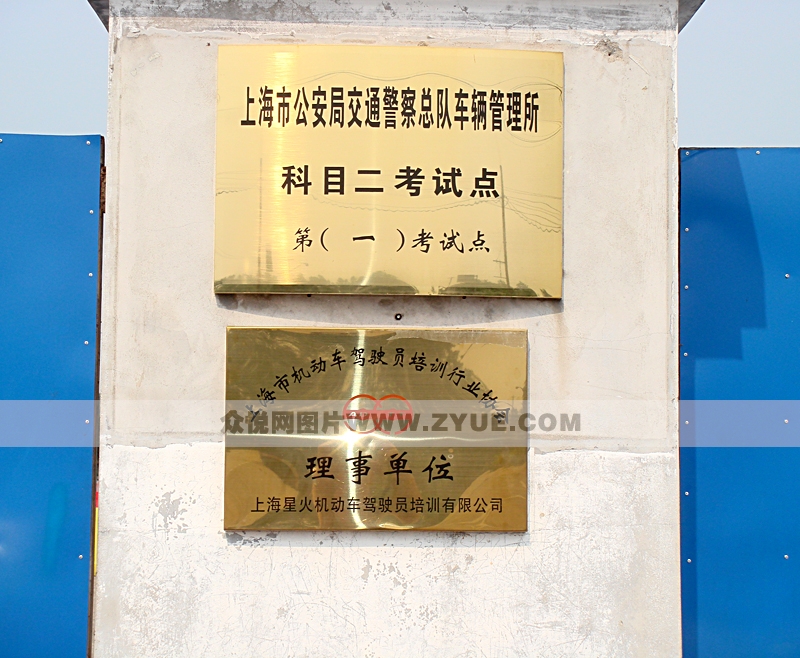 上海市公安局交通警察总队车辆管理所
科目二考试点
第( 一 )考试点
上海市机动车驾驶员培训行业协会
众悦网图片WWW.ZYUE.COM
理事单位
上海星火机动车驾驶员培训有限公司